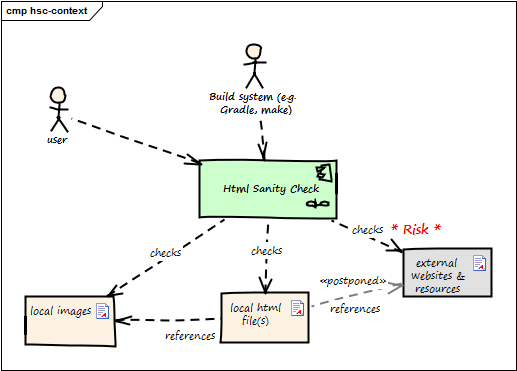 cmp hsc-context
Build system (e.g.
Gradle, make)
user
Html Sanity Check
checks * Risk *
checks
checks
external
Websites &
resources
«postponed»
local images
local html
file(s)
references
references